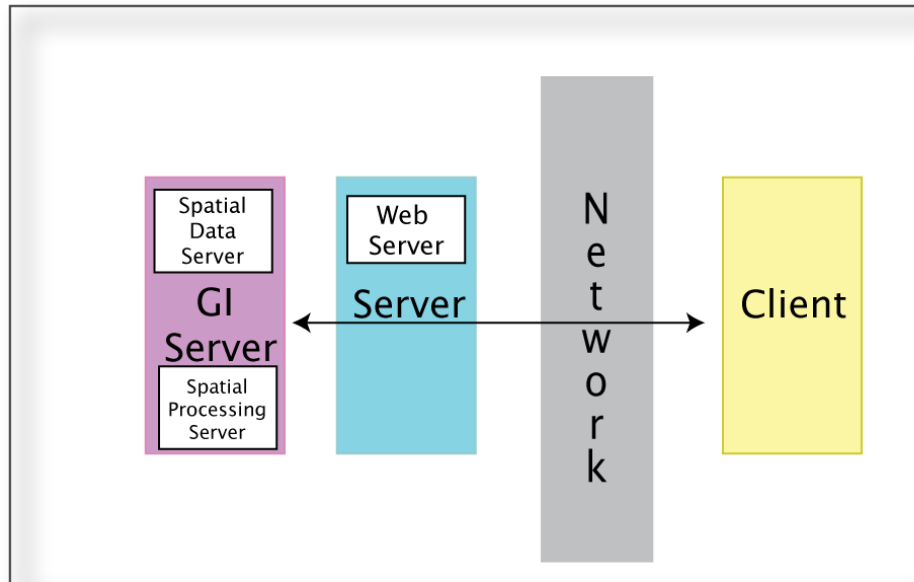 Spatial
Data
Server
GI
Server
Spatial
Processing
Server
Web
Server
Server
N
e
t
w
o
r
k
Client